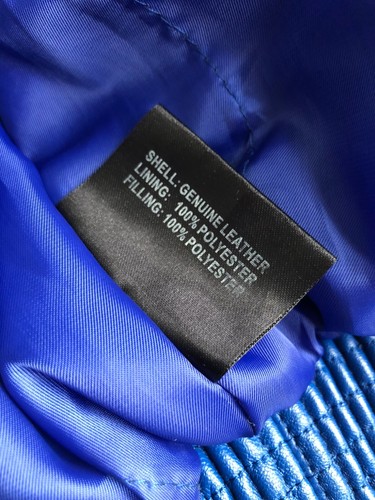 SHELL: GENUINE LEATHER
LINING: 100% POLYESTER
FILLING: 100% POLYESTER